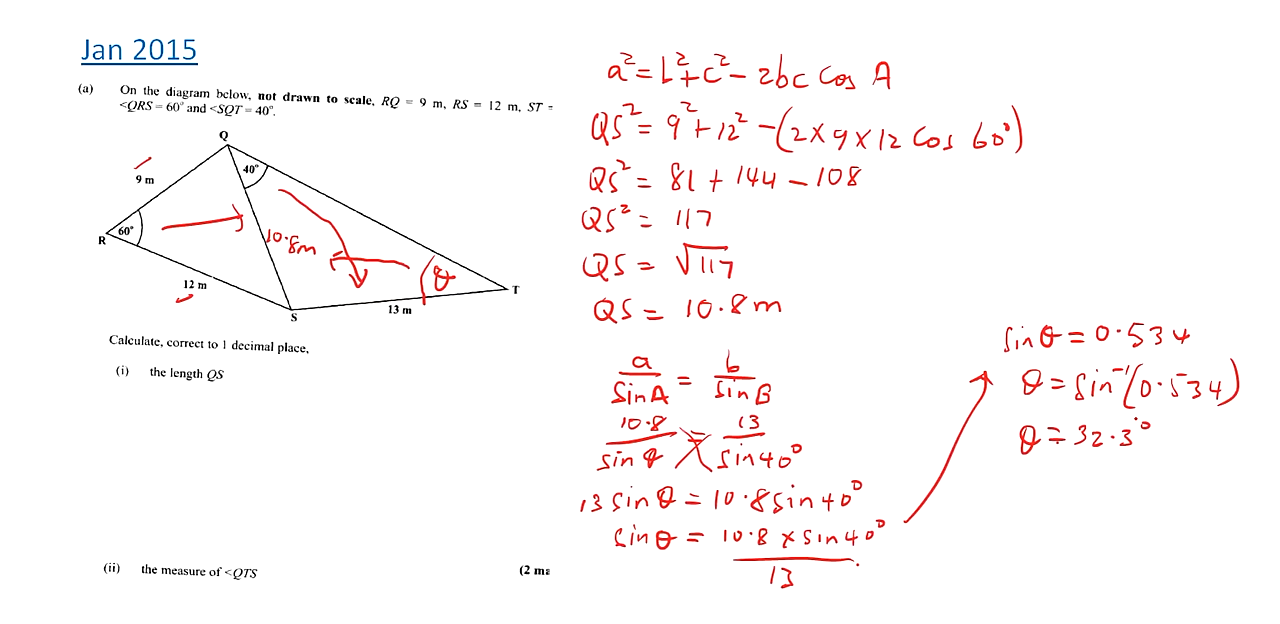 Jan 2015
(a) On the diagram below, not drawn to scale, RQ = 9 m, RS = 12 m, ST =
<QRS = 60° and <SQT = 40°.
Q
40°
9 m
60°
R
10.8m
θ
T
12 m
13 m
S
Calculate, correct to 1 decimal place,
(i) the length QS
(ii) the measure of <QTS
(2 ma
a² = b² + c² - 2bc cos A
QS² = 9² + 12² - (2 × 9 × 12 cos 60°)
QS² = 81 + 144 - 108
QS² = 117
QS = √117
QS = 10.8 m
a/sin A = b/sin B
10.8/sin θ = 13/sin 40°
13 sin θ = 10.8 sin 40°
sin θ = 10.8 × sin 40°
13
sin θ = 0.534
θ = sin⁻¹(0.534)
θ = 32.3°